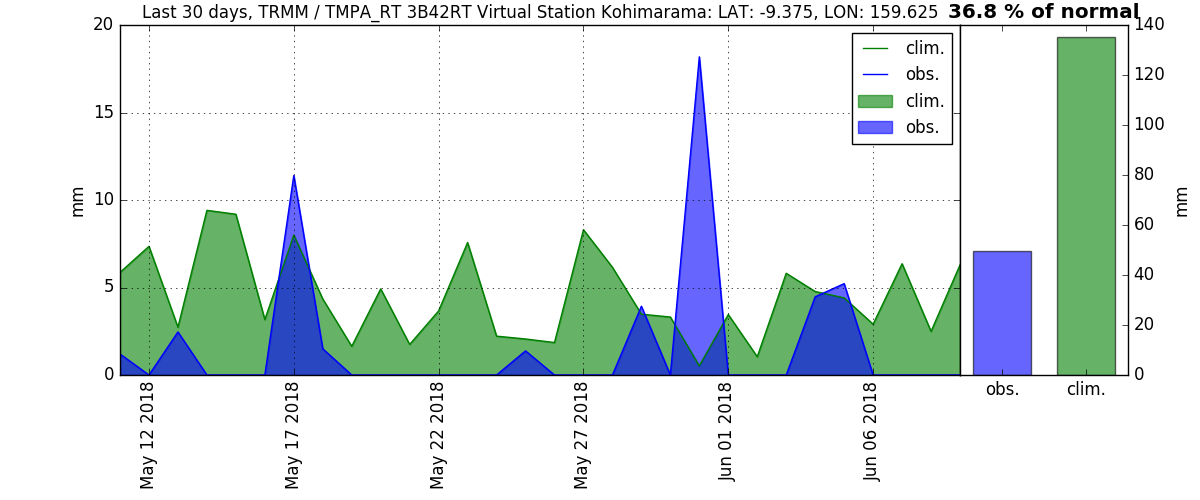 Last 30 days, TRMM / TMPA_RT 3B42RT Virtual Station Kohimarama: LAT: -9.375, LON: 159.625
36.8 % of normal
20
15
10
5
0
mm
clim.
obs.
clim.
obs.
May 12 2018
May 17 2018
May 22 2018
May 27 2018
Jun 01 2018
Jun 06 2018
140
120
100
80
60
40
20
0
mm
obs.
clim.